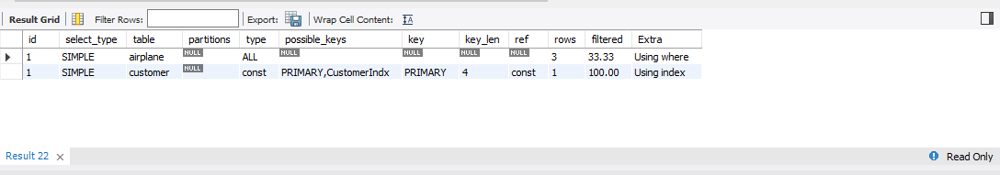 Result Grid Filter Rows: Export: Wrap Cell Content: IA
id select_type table partitions type possible_keys key key_len ref rows filtered Extra
1 SIMPLE airplane NULL ALL NULL NULL NULL NULL 3 33.33 Using where
1 SIMPLE customer NULL const PRIMARY,CustomerIndx PRIMARY 4 const 1 100.00 Using index
Result 22 × Read Only